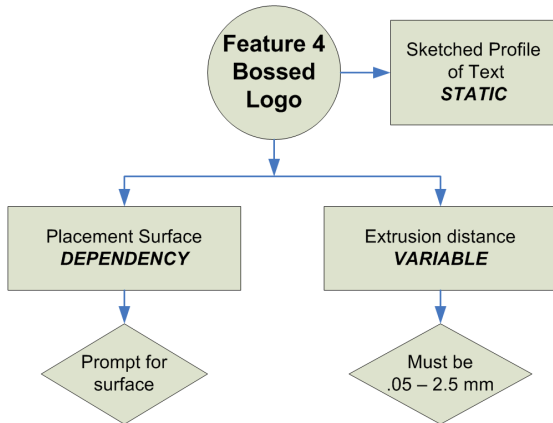 Feature 4
Bossed
Logo
Sketched Profile
of Text
STATIC
Placement Surface
DEPENDENCY
Extrusion distance
VARIABLE
Prompt for
surface
Must be
.05 – 2.5 mm